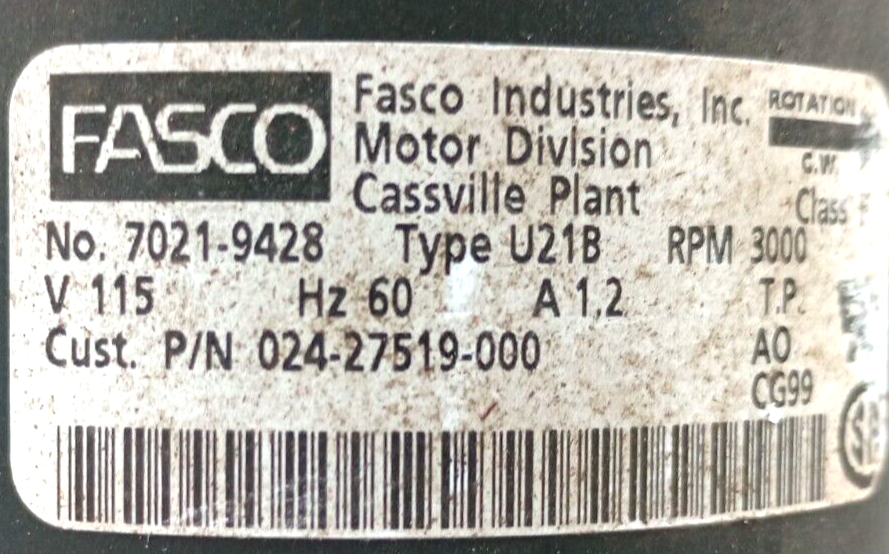 FASCO
Fasco Industries, Inc.
Motor Division
Cassville Plant
ROTATION
C.W.
Class F
No. 7021-9428 Type U21B RPM 3000
V 115 Hz 60 A 1.2 T.P.
Cust. P/N 024-27519-000 AO
CG99